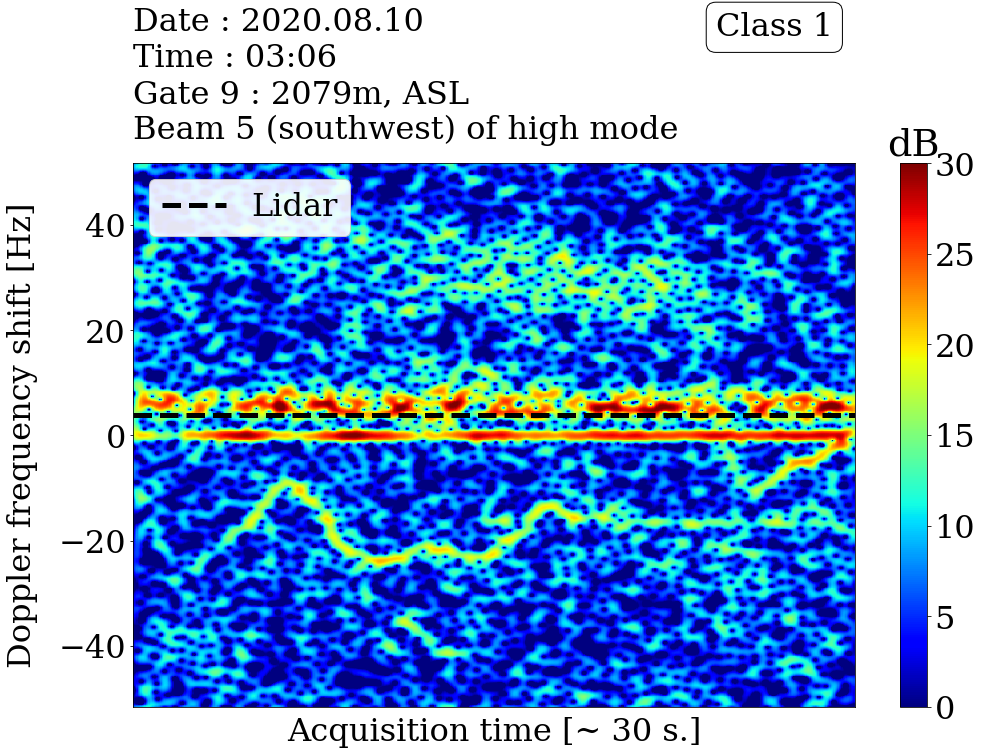 Date : 2020.08.10
Time : 03:06
Gate 9 : 2079m, ASL
Beam 5 (southwest) of high mode
Class 1
dB
Lidar
Doppler frequency shift [Hz]
40
20
0
−20
−40
Acquisition time [~ 30 s.]
30
25
20
15
10
5
0